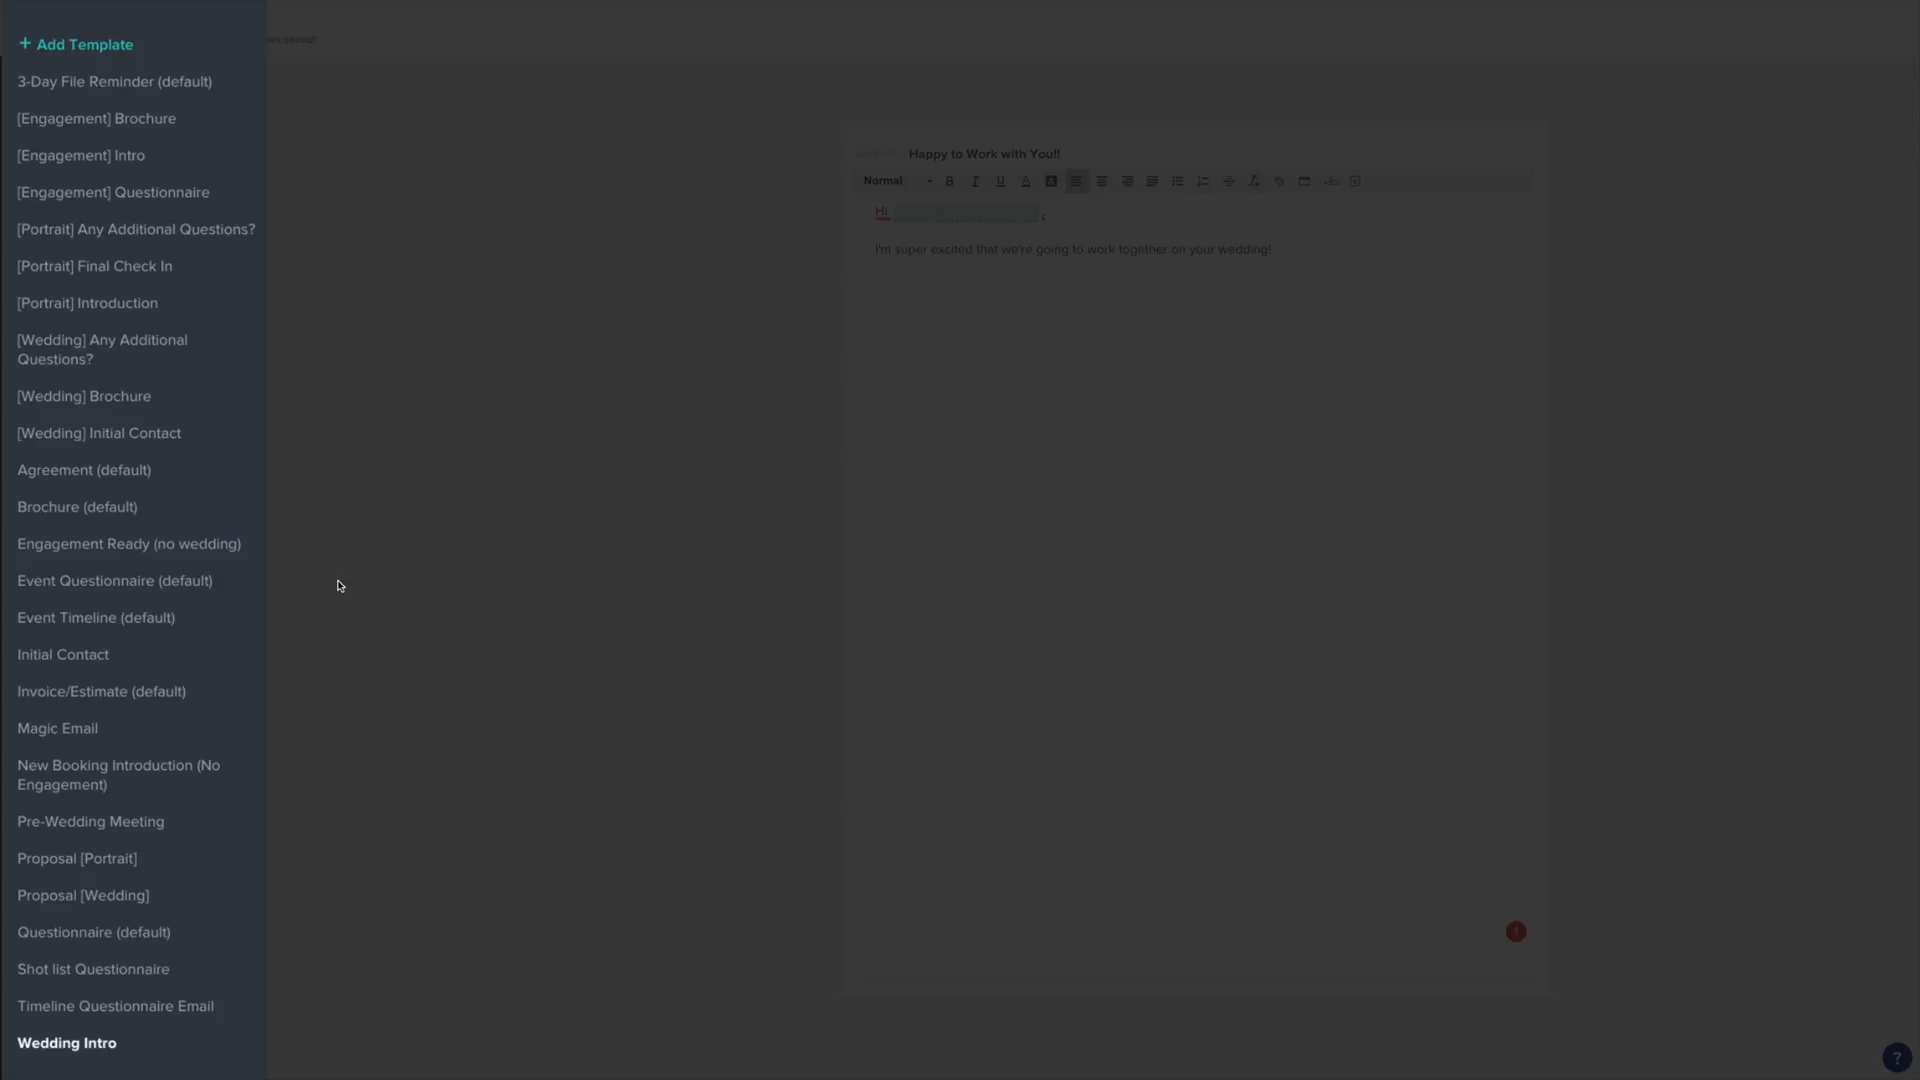 + Add Template
3-Day File Reminder (default)
[Engagement] Brochure
[Engagement] Intro
[Engagement] Questionnaire
[Portrait] Any Additional Questions?
[Portrait] Final Check In
[Portrait] Introduction
[Wedding] Any Additional
Questions?
[Wedding] Brochure
[Wedding] Initial Contact
Agreement (default)
Brochure (default)
Engagement Ready (no wedding)
Event Questionnaire (default)
Event Timeline (default)
Initial Contact
Invoice/Estimate (default)
Magic Email
New Booking Introduction (No
Engagement)
Pre-Wedding Meeting
Proposal [Portrait]
Proposal [Wedding]
Questionnaire (default)
Shot list Questionnaire
Timeline Questionnaire Email
Wedding Intro
saved!
Happy to Work with You!!
Normal B I U A A
Hi ,
I'm super excited that we're going to work together on your wedding!
1
?